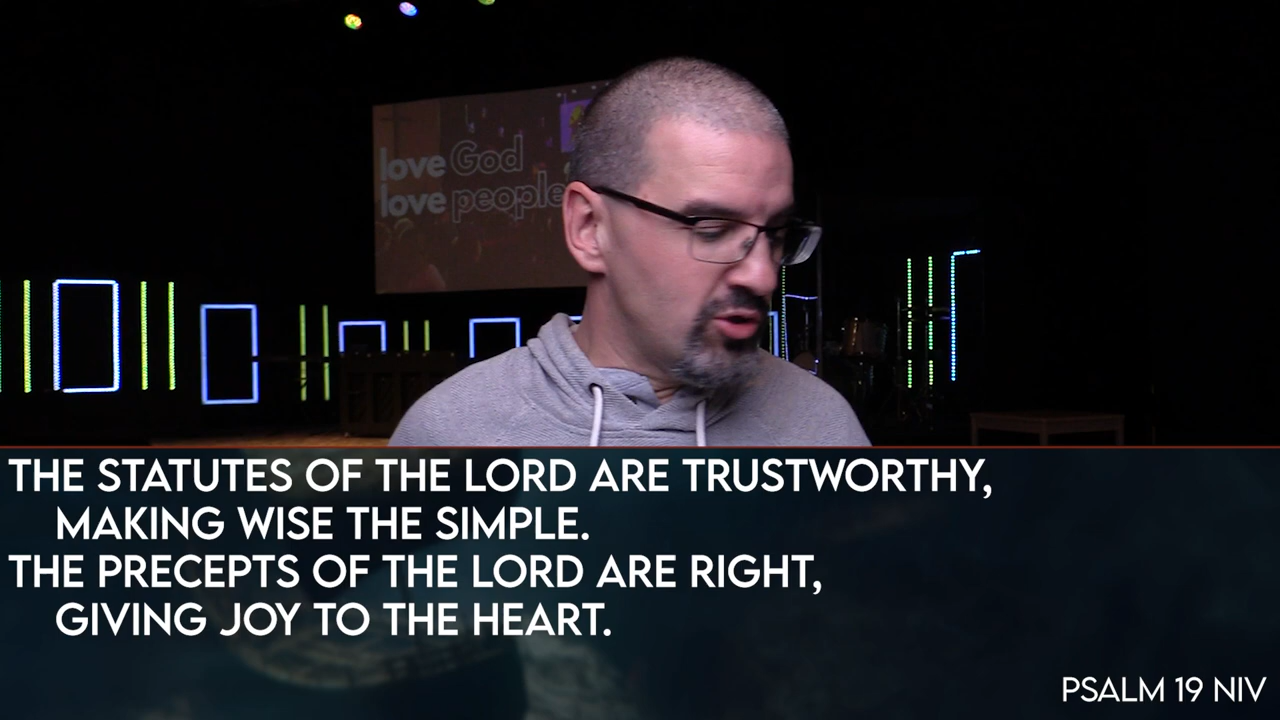 love God
love people
THE STATUTES OF THE LORD ARE TRUSTWORTHY,
MAKING WISE THE SIMPLE.
THE PRECEPTS OF THE LORD ARE RIGHT,
GIVING JOY TO THE HEART.
PSALM 19 NIV